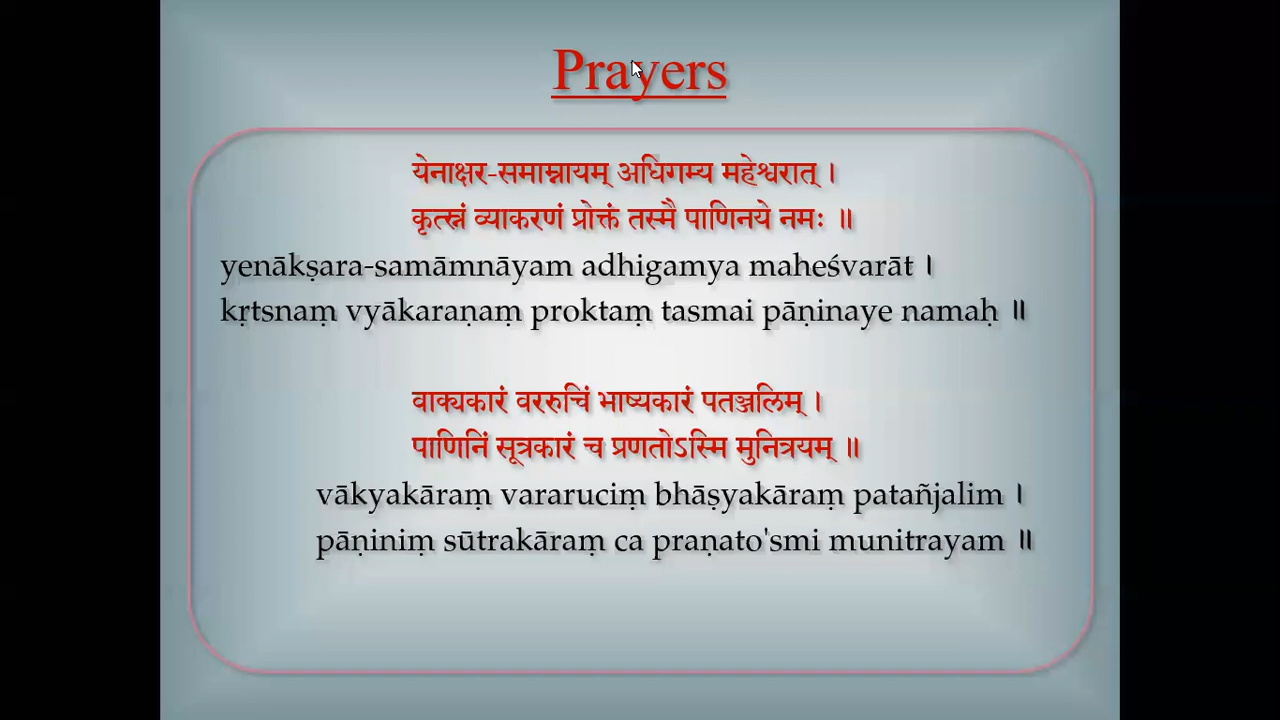 Prayers
येनाक्षर-समाम्नायम् अधिगम्य महेश्वरात् ।
कृत्स्नं व्याकरणं प्रोक्तं तस्मै पाणिनये नमः ॥
yenākṣara-samāmnāyam adhigamya maheśvarāt ।
kṛtsnaṃ vyākaraṇaṃ proktaṃ tasmai pāṇinaye namaḥ ॥
वाक्यकारं वररुचिं भाष्यकारं पतञ्जलिम् ।
पाणिनिं सूत्रकारं च प्रणतोऽस्मि मुनित्रयम् ॥
vākyakāraṃ vararuciṃ bhāṣyakāraṃ patañjalim ।
pāṇiniṃ sūtrakāraṃ ca praṇato'smi munitrayam ॥